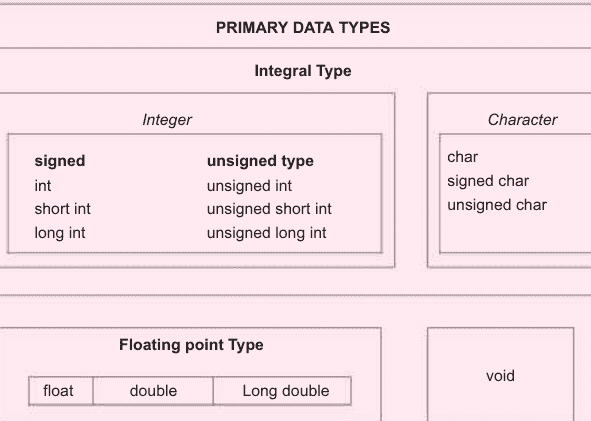 PRIMARY DATA TYPES
Integral Type
Integer
signed unsigned type
int unsigned int
short int unsigned short int
long int unsigned long int
Character
char
signed char
unsigned char
Floating point Type
float double Long double
void